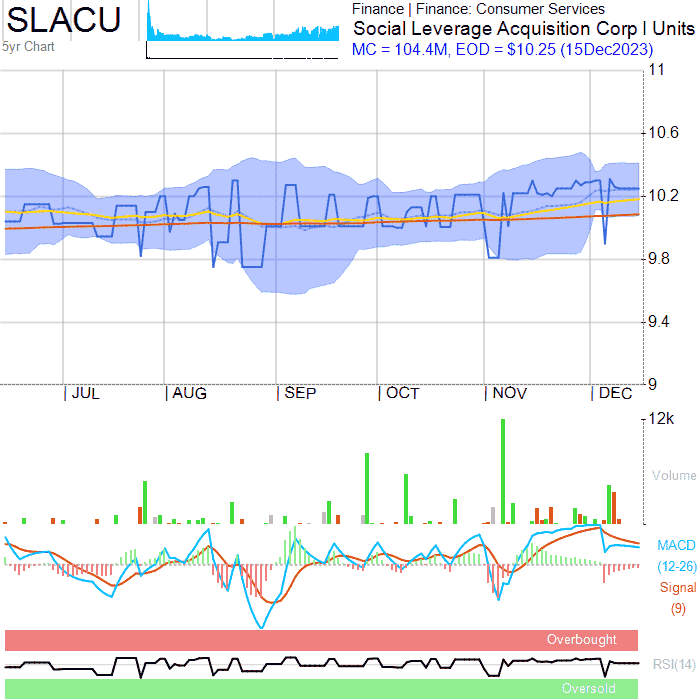 SLACU
Finance | Finance: Consumer Services
Social Leverage Acquisition Corp I Units
5yr Chart
MC = 104.4M, EOD = $10.25 (15Dec2023)
11
10.6
10.2
9.8
9.4
9
JUL
AUG
SEP
OCT
NOV
DEC
12k
Volume
MACD
(12-26)
Signal
(9)
Overbought
RSI(14)
Oversold